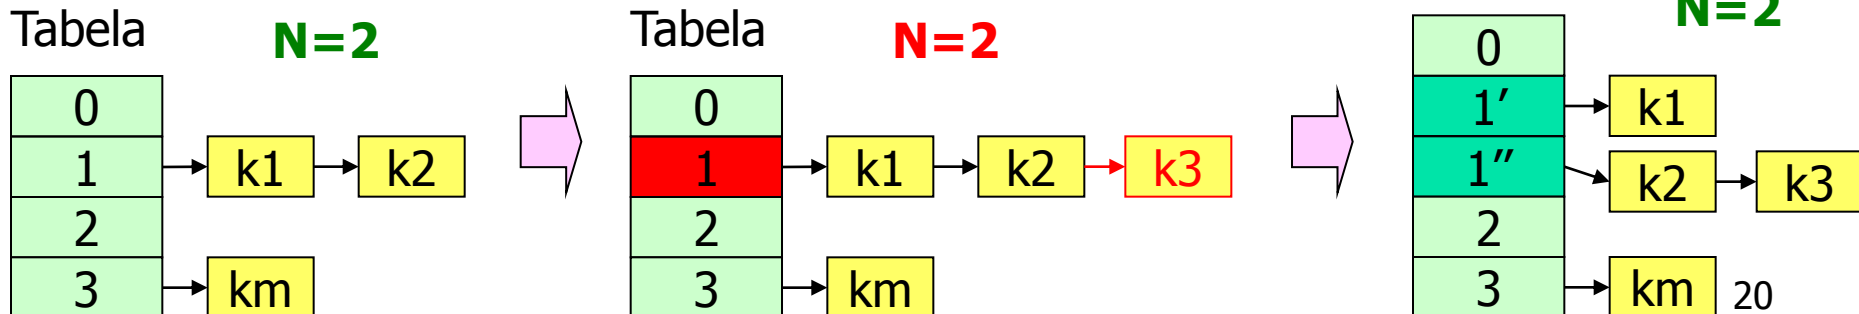 Tabela N=2
0
1 k1 k2
2
3 km
Tabela N=2
0
1 k1 k2 k3
2
3 km
N=2
0
1’ k1
1’’ k2 k3
2
3 km
20